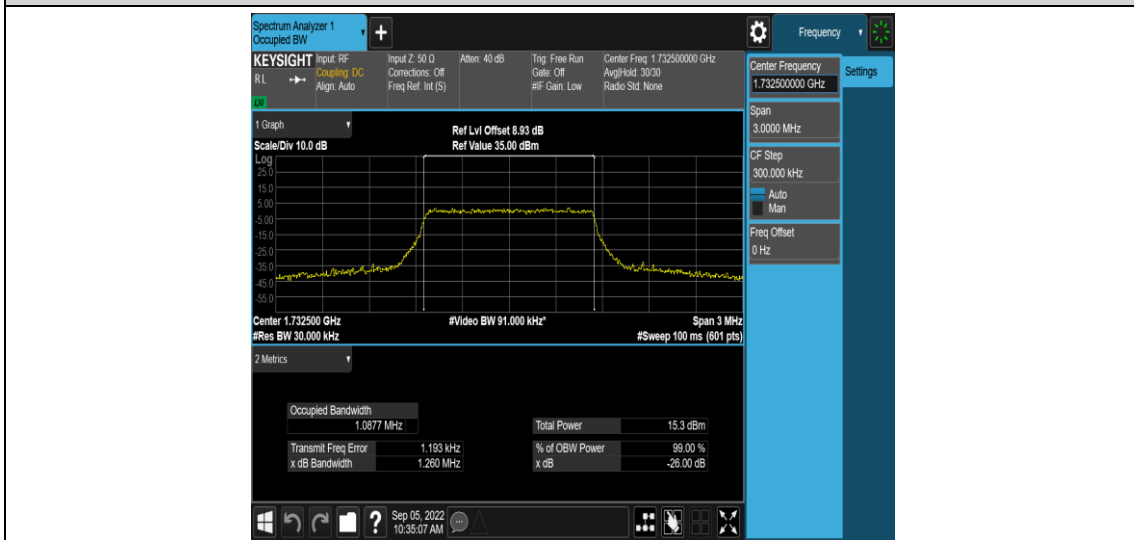 Spectrum Analyzer 1
Occupied BW
+
Frequency
KEYSIGHT
RL
LXI
Input: RF
Coupling: DC
Align: Auto
Input Z: 50 Ω
Corrections: Off
Freq Ref: Int (S)
Atten: 40 dB
Trig: Free Run
Gate: Off
#IF Gain: Low
Center Freq: 1.732500000 GHz
Avg|Hold: 30/30
Radio Std: None
Center Frequency
1.732500000 GHz
Settings
Span
3.0000 MHz
CF Step
300.000 kHz
Auto
Man
Freq Offset
0 Hz
1 Graph
Scale/Div 10.0 dB
Ref Lvl Offset 8.93 dB
Ref Value 35.00 dBm
Log
25.0
15.0
5.00
-5.00
-15.0
-25.0
-35.0
-45.0
-55.0
Center 1.732500 GHz
#Res BW 30.000 kHz
#Video BW 91.000 kHz*
Span 3 MHz
#Sweep 100 ms (601 pts)
2 Metrics
Occupied Bandwidth
1.0877 MHz
Transmit Freq Error 1.193 kHz
x dB Bandwidth 1.260 MHz
Total Power 15.3 dBm
% of OBW Power 99.00 %
x dB -26.00 dB
?
Sep 05, 2022
10:35:07 AM